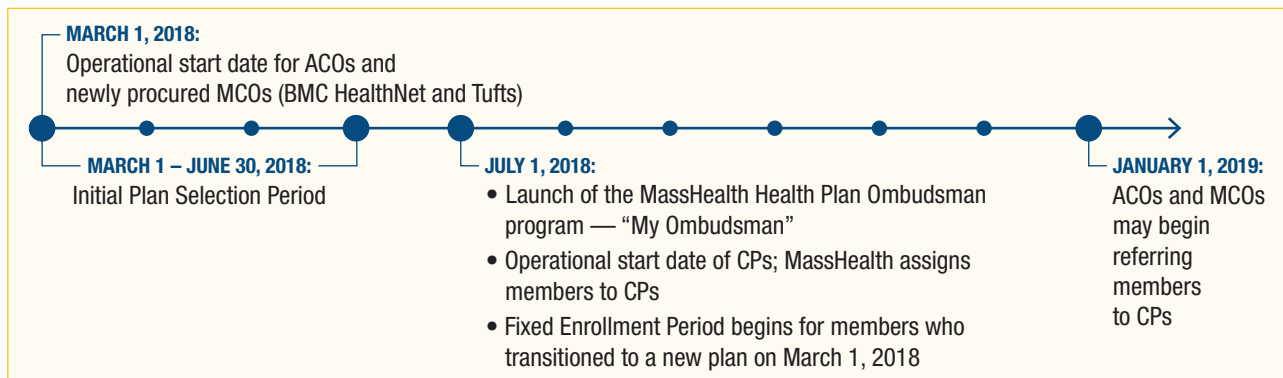 MARCH 1, 2018:
Operational start date for ACOs and
newly procured MCOs (BMC HealthNet and Tufts)
MARCH 1 – JUNE 30, 2018:
Initial Plan Selection Period
JULY 1, 2018:
• Launch of the MassHealth Health Plan Ombudsman
program — “My Ombudsman”
• Operational start date of CPs; MassHealth assigns
members to CPs
• Fixed Enrollment Period begins for members who
transitioned to a new plan on March 1, 2018
JANUARY 1, 2019:
ACOs and MCOs
may begin
referring
members
to CPs